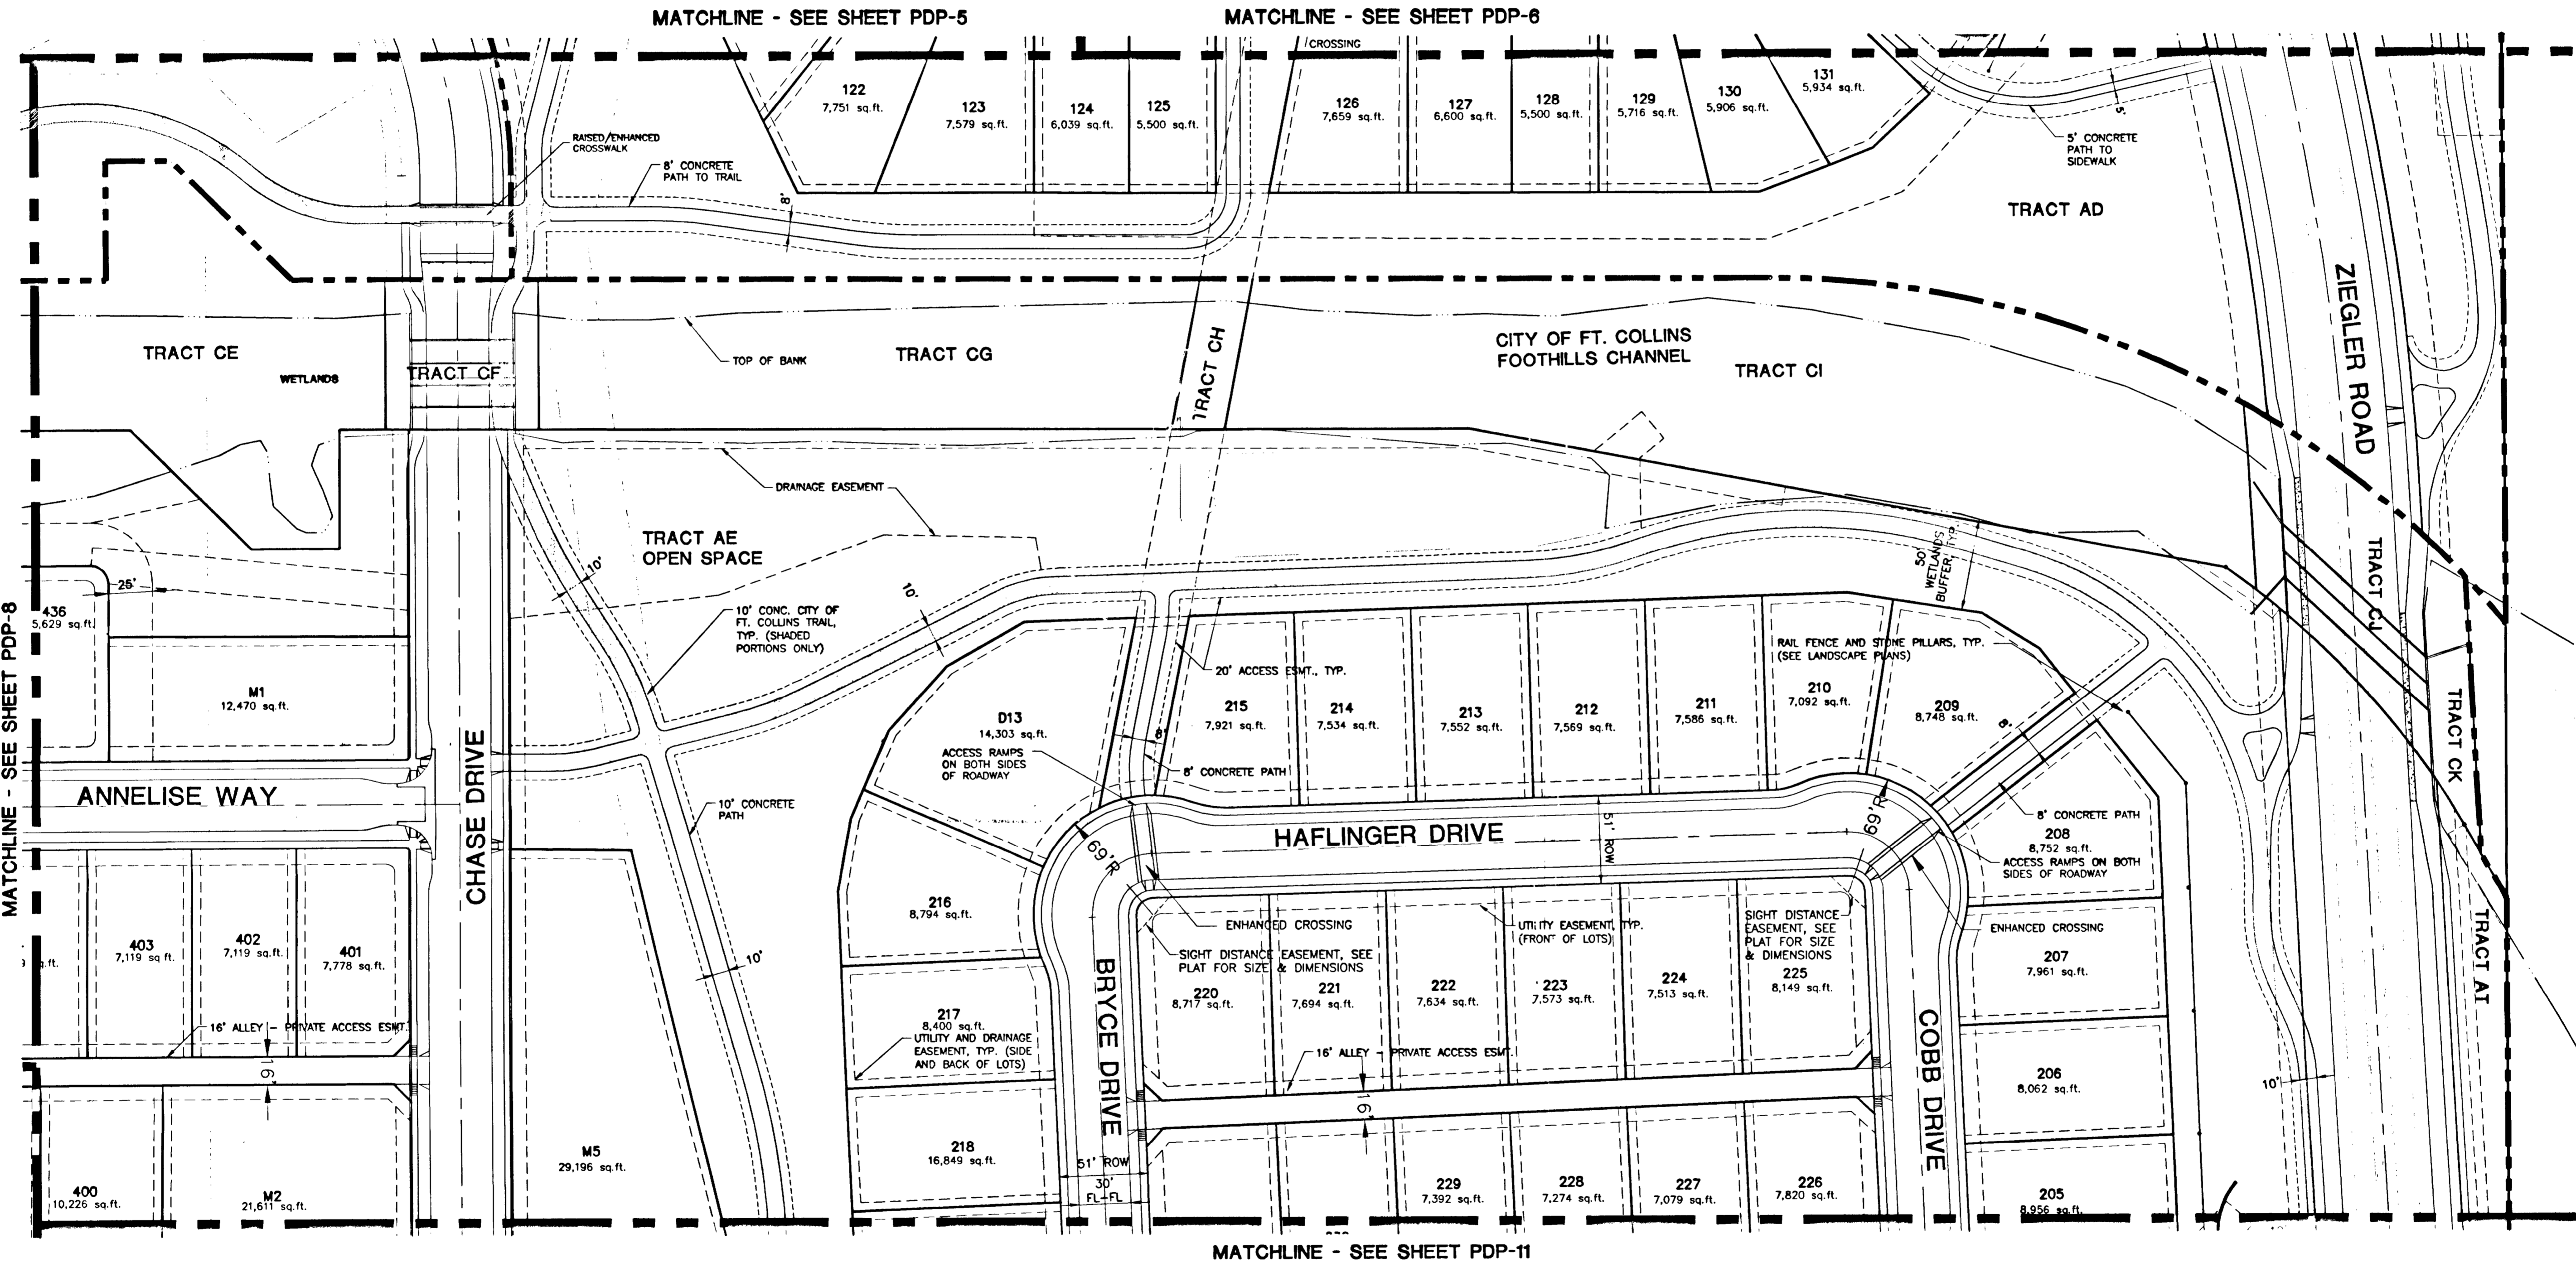 MATCHLINE - SEE SHEET PDP-5
MATCHLINE - SEE SHEET PDP-6
CROSSING
122
7,751 sq.ft.
123
7,579 sq.ft.
124
6,039 sq.ft.
125
5,500 sq.ft.
126
7,659 sq.ft.
127
6,600 sq.ft.
128
5,500 sq.ft.
129
5,716 sq.ft.
130
5,906 sq.ft.
131
5,934 sq.ft.
5'
5' CONCRETE
PATH TO
SIDEWALK
RAISED/ENHANCED
CROSSWALK
8' CONCRETE
PATH TO TRAIL
8'
TRACT AD
ZIEGLER ROAD
TRACT CE
WETLANDS
TRACT CF
TOP OF BANK
TRACT CG
TRACT CH
CITY OF FT. COLLINS
FOOTHILLS CHANNEL
TRACT CI
DRAINAGE EASEMENT
TRACT AE
OPEN SPACE
10'
10'
50'
WETLANDS
BUFFER, TYP.
TRACT CJ
25'
436
5,629 sq.ft.
MATCHLINE - SEE SHEET PDP-8
M1
12,470 sq.ft.
10' CONC. CITY OF
FT. COLLINS TRAIL,
TYP. (SHADED
PORTIONS ONLY)
20' ACCESS ESMT., TYP.
RAIL FENCE AND STONE PILLARS, TYP.
(SEE LANDSCAPE PLANS)
D13
14,303 sq.ft.
ACCESS RAMPS
ON BOTH SIDES
OF ROADWAY
8'
8' CONCRETE PATH
215
7,921 sq.ft.
214
7,534 sq.ft.
213
7,552 sq.ft.
212
7,569 sq.ft.
211
7,586 sq.ft.
210
7,092 sq.ft.
209
8,748 sq.ft.
8'
TRACT CK
ANNELISE WAY
CHASE DRIVE
10' CONCRETE
PATH
69'R
HAFLINGER DRIVE
51' ROW
69'R
8' CONCRETE PATH
208
8,752 sq.ft.
ACCESS RAMPS ON BOTH
SIDES OF ROADWAY
216
8,794 sq.ft.
ENHANCED CROSSING
UTILITY EASEMENT, TYP.
(FRONT OF LOTS)
SIGHT DISTANCE
EASEMENT, SEE
PLAT FOR SIZE
& DIMENSIONS
ENHANCED CROSSING
SIGHT DISTANCE EASEMENT, SEE
PLAT FOR SIZE & DIMENSIONS
TRACT AT
sq.ft.
403
7,119 sq.ft.
402
7,119 sq.ft.
401
7,778 sq.ft.
10'
BRYCE DRIVE
220
8,717 sq.ft.
221
7,694 sq.ft.
222
7,634 sq.ft.
223
7,573 sq.ft.
224
7,513 sq.ft.
225
8,149 sq.ft.
COBB DRIVE
207
7,961 sq.ft.
16' ALLEY - PRIVATE ACCESS ESMT.
16'
217
8,400 sq.ft.
UTILITY AND DRAINAGE
EASEMENT, TYP. (SIDE
AND BACK OF LOTS)
16' ALLEY - PRIVATE ACCESS ESMT.
16'
206
8,062 sq.ft.
10'
M5
29,196 sq.ft.
218
16,849 sq.ft.
51' ROW
30'
FL-FL
400
10,226 sq.ft.
M2
21,611 sq.ft.
229
7,392 sq.ft.
228
7,274 sq.ft.
227
7,079 sq.ft.
226
7,820 sq.ft.
205
8,956 sq.ft.
MATCHLINE - SEE SHEET PDP-11